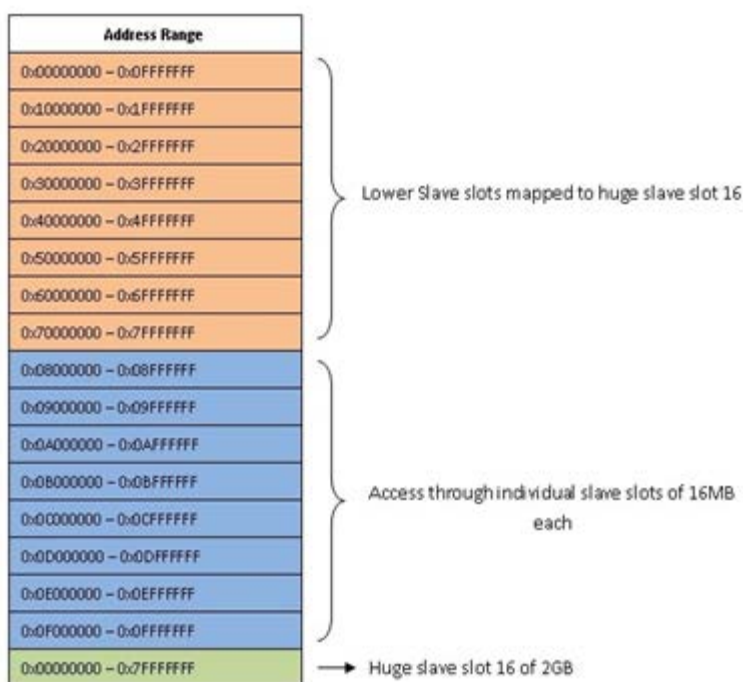 Address Range
0x00000000 – 0x0FFFFFFF
0x10000000 – 0x1FFFFFFF
0x20000000 – 0x2FFFFFFF
0x30000000 – 0x3FFFFFFF
0x40000000 – 0x4FFFFFFF
0x50000000 – 0x5FFFFFFF
0x60000000 – 0x6FFFFFFF
0x70000000 – 0x7FFFFFFF
Lower Slave slots mapped to huge slave slot 16
0x08000000 – 0x08FFFFFF
0x09000000 – 0x09FFFFFF
0x0A000000 – 0x0AFFFFFF
0x0B000000 – 0x0BFFFFFF
0x0C000000 – 0x0CFFFFFF
0x0D000000 – 0x0DFFFFFF
0x0E000000 – 0x0EFFFFFF
0x0F000000 – 0x0FFFFFFF
Access through individual slave slots of 16MB
each
0x00000000 – 0x7FFFFFFF
Huge slave slot 16 of 2GB